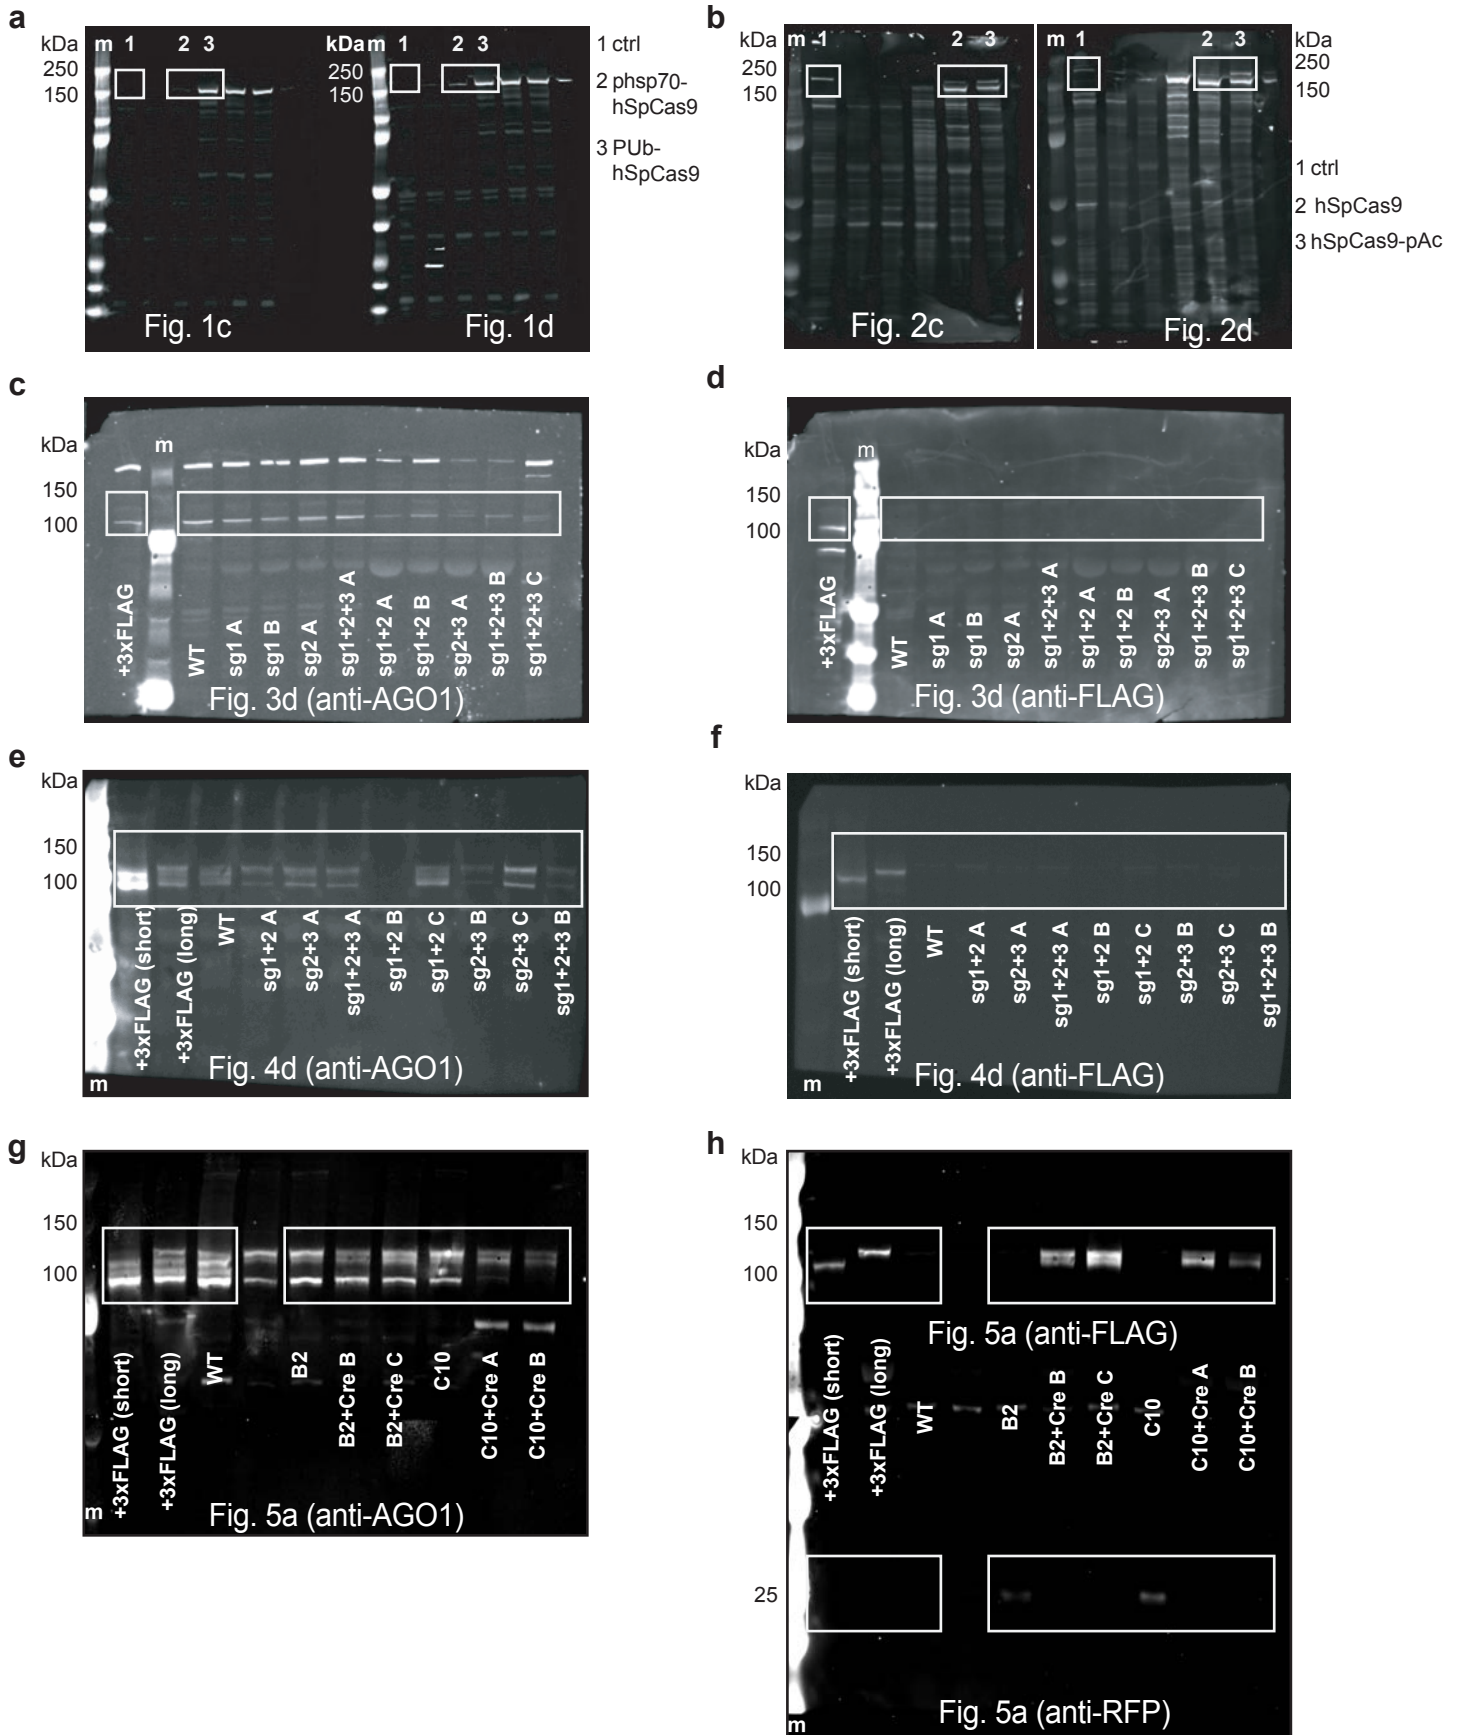 a
kDa m 1 2 3
250
150
Fig. 1c
kDa m 1 2 3
250
150
Fig. 1d
1 ctrl
2 phsp70-
hSpCas9
3 PUb-
hSpCas9
b
kDa m 1 2 3
250
150
Fig. 2c
m 1 2 3 kDa
250
150
Fig. 2d
1 ctrl
2 hSpCas9
3 hSpCas9-pAc
c
kDa
m
150
100
+3xFLAG
WT
sg1 A
sg1 B
sg2 A
sg1+2+3 A
sg1+2 A
sg1+2 B
sg2+3 A
sg1+2+3 B
sg1+2+3 C
Fig. 3d (anti-AGO1)
d
kDa
m
150
100
+3xFLAG
WT
sg1 A
sg1 B
sg2 A
sg1+2+3 A
sg1+2 A
sg1+2 B
sg2+3 A
sg1+2+3 B
sg1+2+3 C
Fig. 3d (anti-FLAG)
e
kDa
150
100
m
+3xFLAG (short)
+3xFLAG (long)
WT
sg1+2 A
sg2+3 A
sg1+2+3 A
sg1+2 B
sg1+2 C
sg2+3 B
sg2+3 C
sg1+2+3 B
Fig. 4d (anti-AGO1)
f
kDa
150
100
m
+3xFLAG (short)
+3xFLAG (long)
WT
sg1+2 A
sg2+3 A
sg1+2+3 A
sg1+2 B
sg1+2 C
sg2+3 B
sg2+3 C
sg1+2+3 B
Fig. 4d (anti-FLAG)
g
kDa
150
100
m
+3xFLAG (short)
+3xFLAG (long)
WT
B2
B2+Cre B
B2+Cre C
C10
C10+Cre A
C10+Cre B
Fig. 5a (anti-AGO1)
h
kDa
150
100
Fig. 5a (anti-FLAG)
+3xFLAG (short)
+3xFLAG (long)
WT
B2
B2+Cre B
B2+Cre C
C10
C10+Cre A
C10+Cre B
25
Fig. 5a (anti-RFP)
m